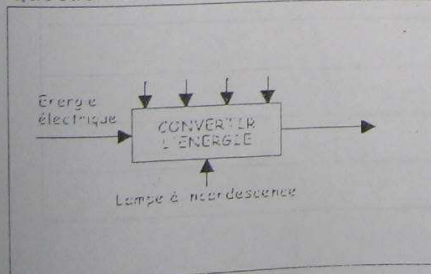 Energie
électrique
CONVERTIR
L'ENERGIE
Lampe à incandescence